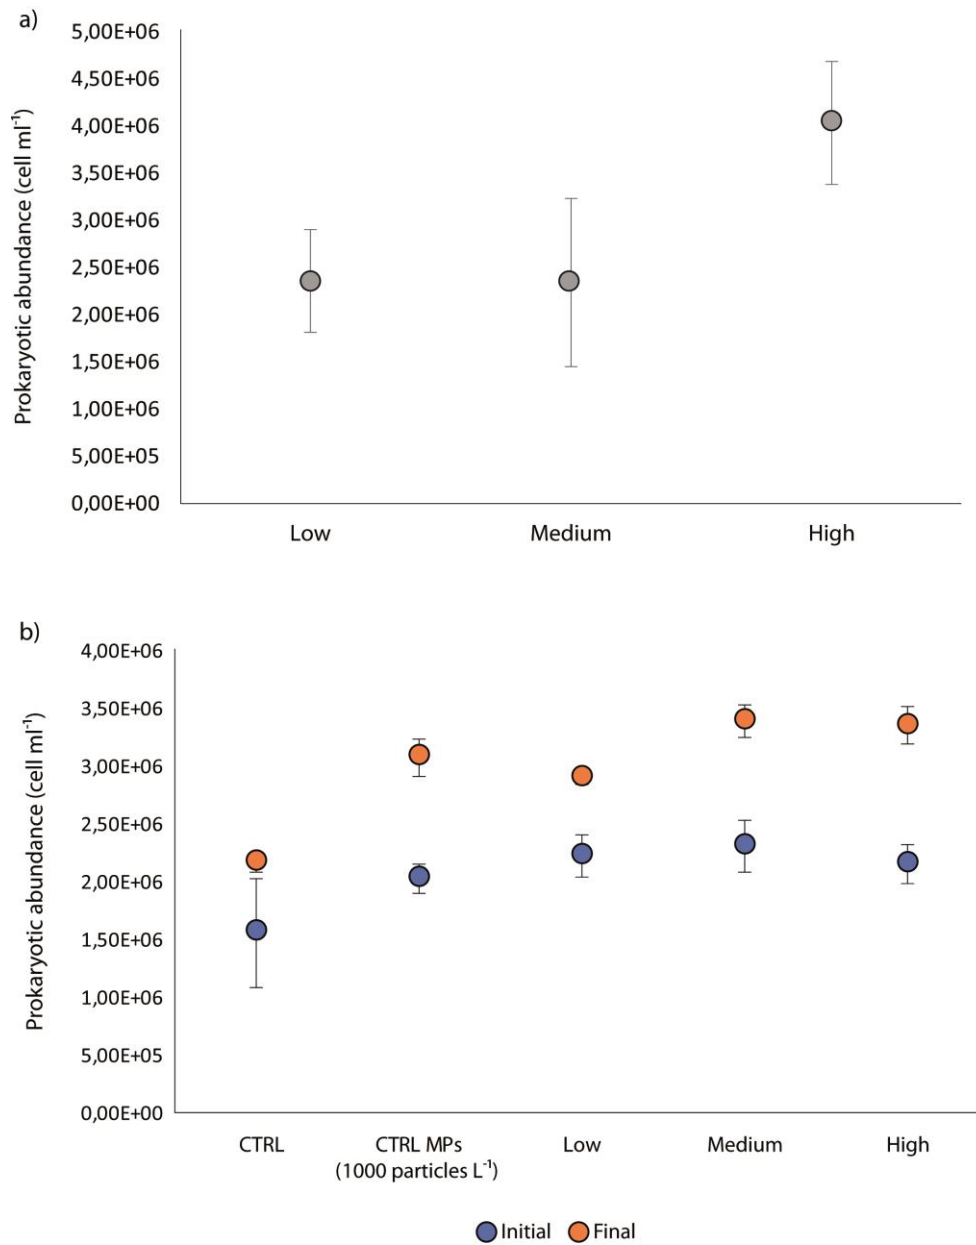 a)
Prokaryotic abundance (cell ml⁻¹)
5,00E+06
4,50E+06
4,00E+06
3,50E+06
3,00E+06
2,50E+06
2,00E+06
1,50E+06
1,00E+06
5,00E+05
0,00E+00
Low Medium High
b)
Prokaryotic abundance (cell ml⁻¹)
4,00E+06
3,50E+06
3,00E+06
2,50E+06
2,00E+06
1,50E+06
1,00E+06
5,00E+05
0,00E+00
CTRL CTRL MPs Low Medium High
(1000 particles L⁻¹)
Initial Final